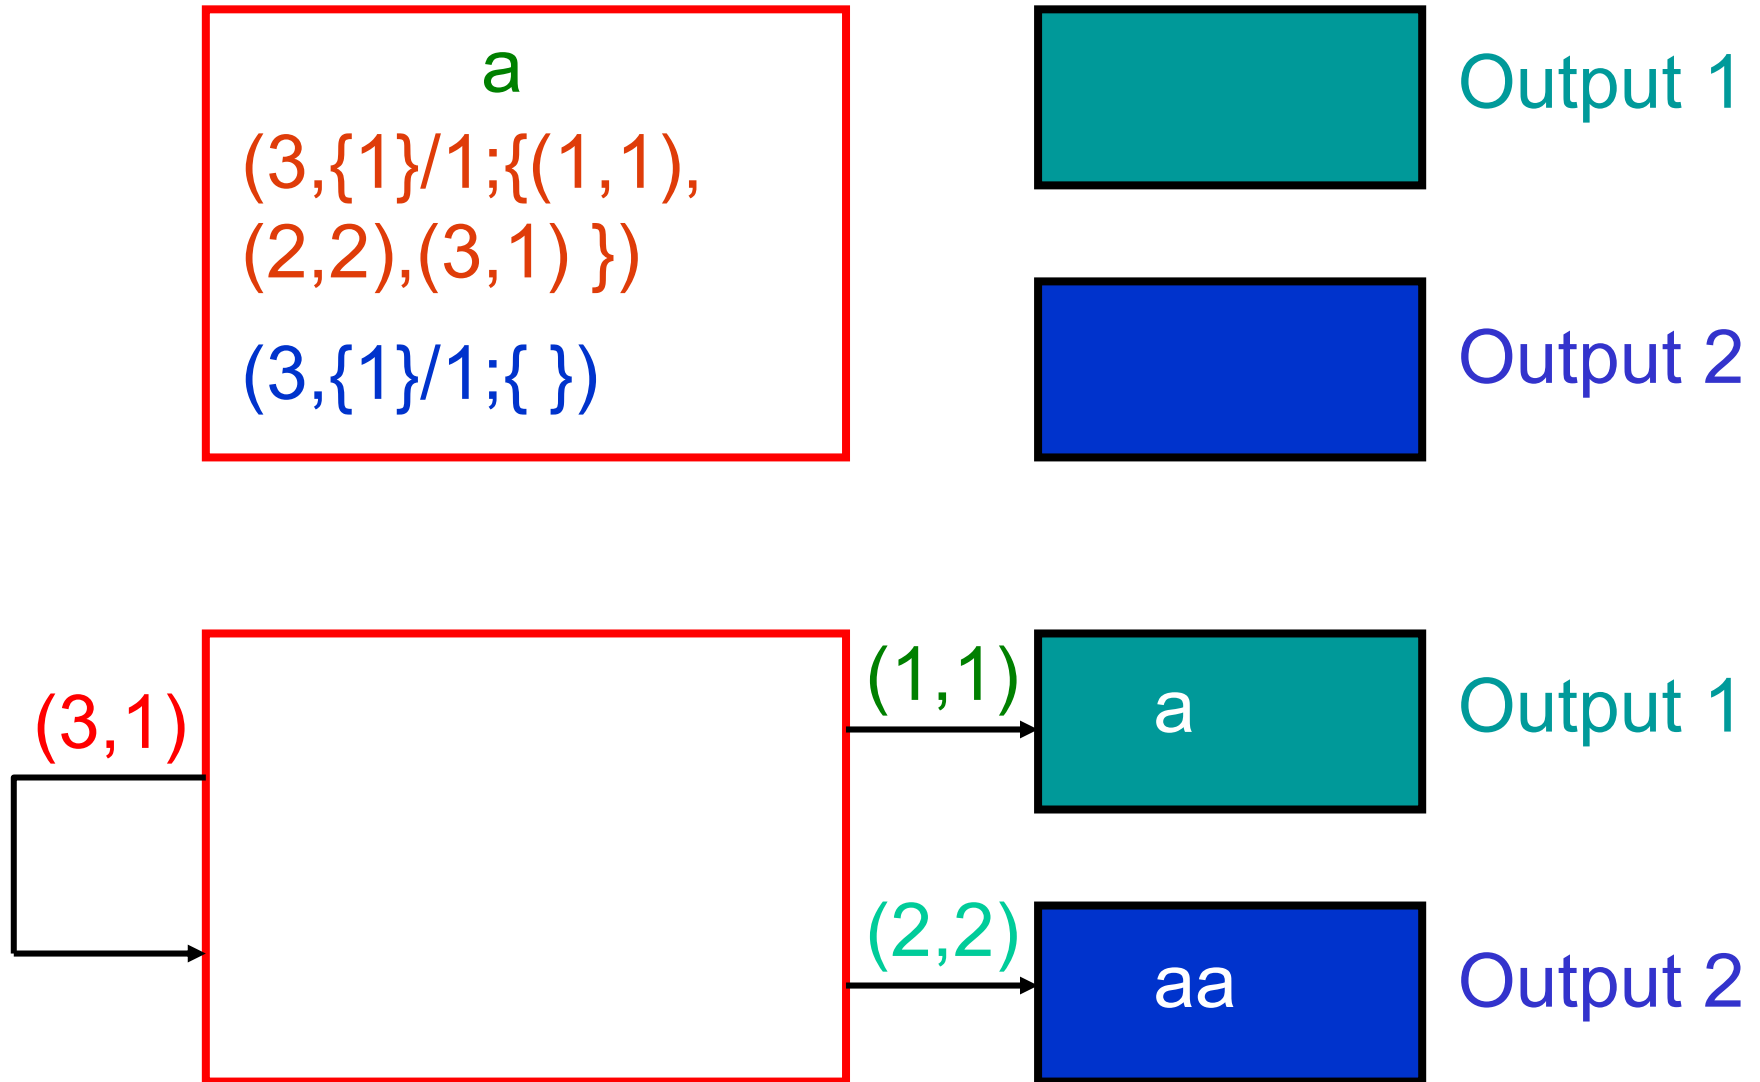 a
(3,{1}/1;{(1,1),
(2,2),(3,1) })
(3,{1}/1;{ })
Output 1
Output 2
(3,1)
(1,1)
a
Output 1
(2,2)
aa
Output 2